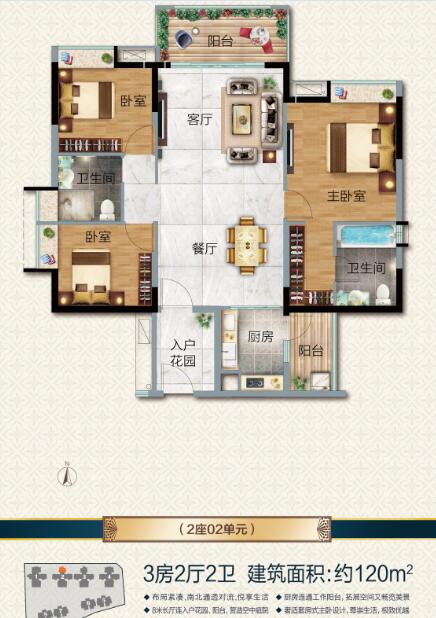 阳台
卧室
客厅
卫生间
主卧室
卧室
餐厅
卫生间
厨房
入户
花园
阳台
N
(2座02单元)
3房2厅2卫 建筑面积:约120m²
◆ 布局紧凑,南北通透对流,悦享生活
◆ 厨房连通工作阳台,拓展空间又畅览美景
◆ 8米长厅连入户花园、阳台,营造空中庭院
◆ 奢适套房式主卧设计,尊崇生活,极致优越